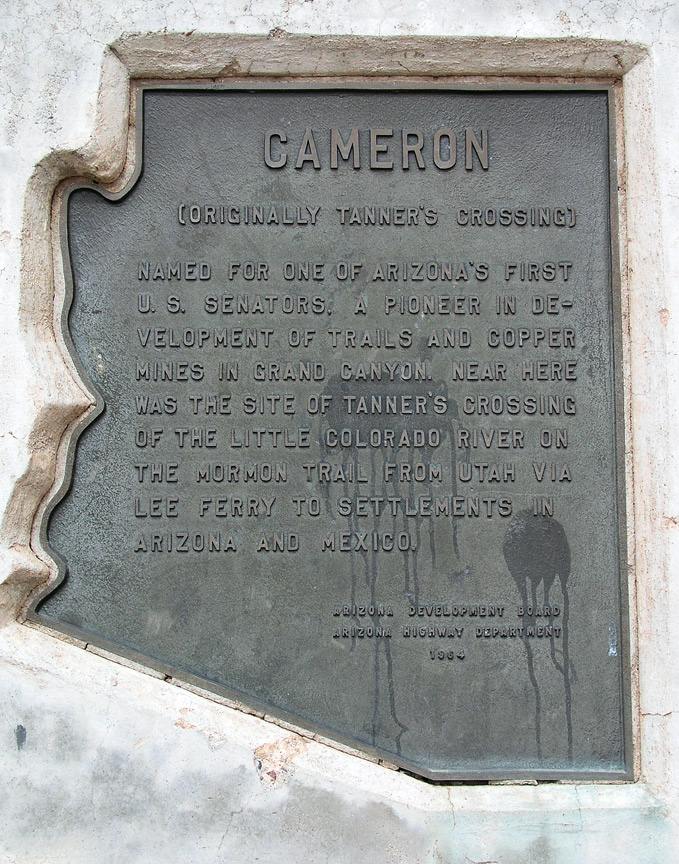 CAMERON
(ORIGINALLY TANNER'S CROSSING)
NAMED FOR ONE OF ARIZONA'S FIRST
U. S. SENATORS, A PIONEER IN DE-
VELOPMENT OF TRAILS AND COPPER
MINES IN GRAND CANYON. NEAR HERE
WAS THE SITE OF TANNER'S CROSSING
OF THE LITTLE COLORADO RIVER ON
THE MORMON TRAIL FROM UTAH VIA
LEE FERRY TO SETTLEMENTS IN
ARIZONA AND MEXICO.
ARIZONA DEVELOPMENT BOARD
ARIZONA HIGHWAY DEPARTMENT
1964